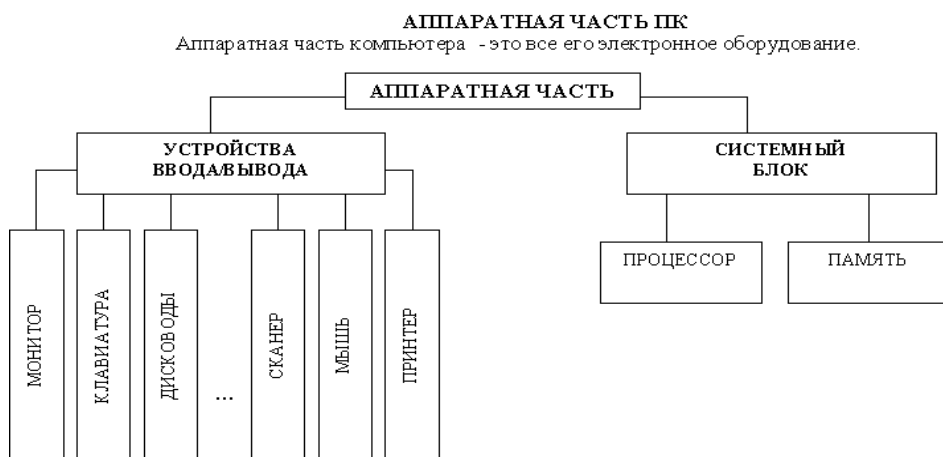 АППАРАТНАЯ ЧАСТЬ ПК
Аппаратная часть компьютера - это все его электронное оборудование.
АППАРАТНАЯ ЧАСТЬ
УСТРОЙСТВА
ВВОДА/ВЫВОДА
СИСТЕМНЫЙ
БЛОК
МОНИТОР
КЛАВИАТУРА
ДИСКОВОДЫ
...
СКАНЕР
МЫШЬ
ПРИНТЕР
ПРОЦЕССОР
ПАМЯТЬ